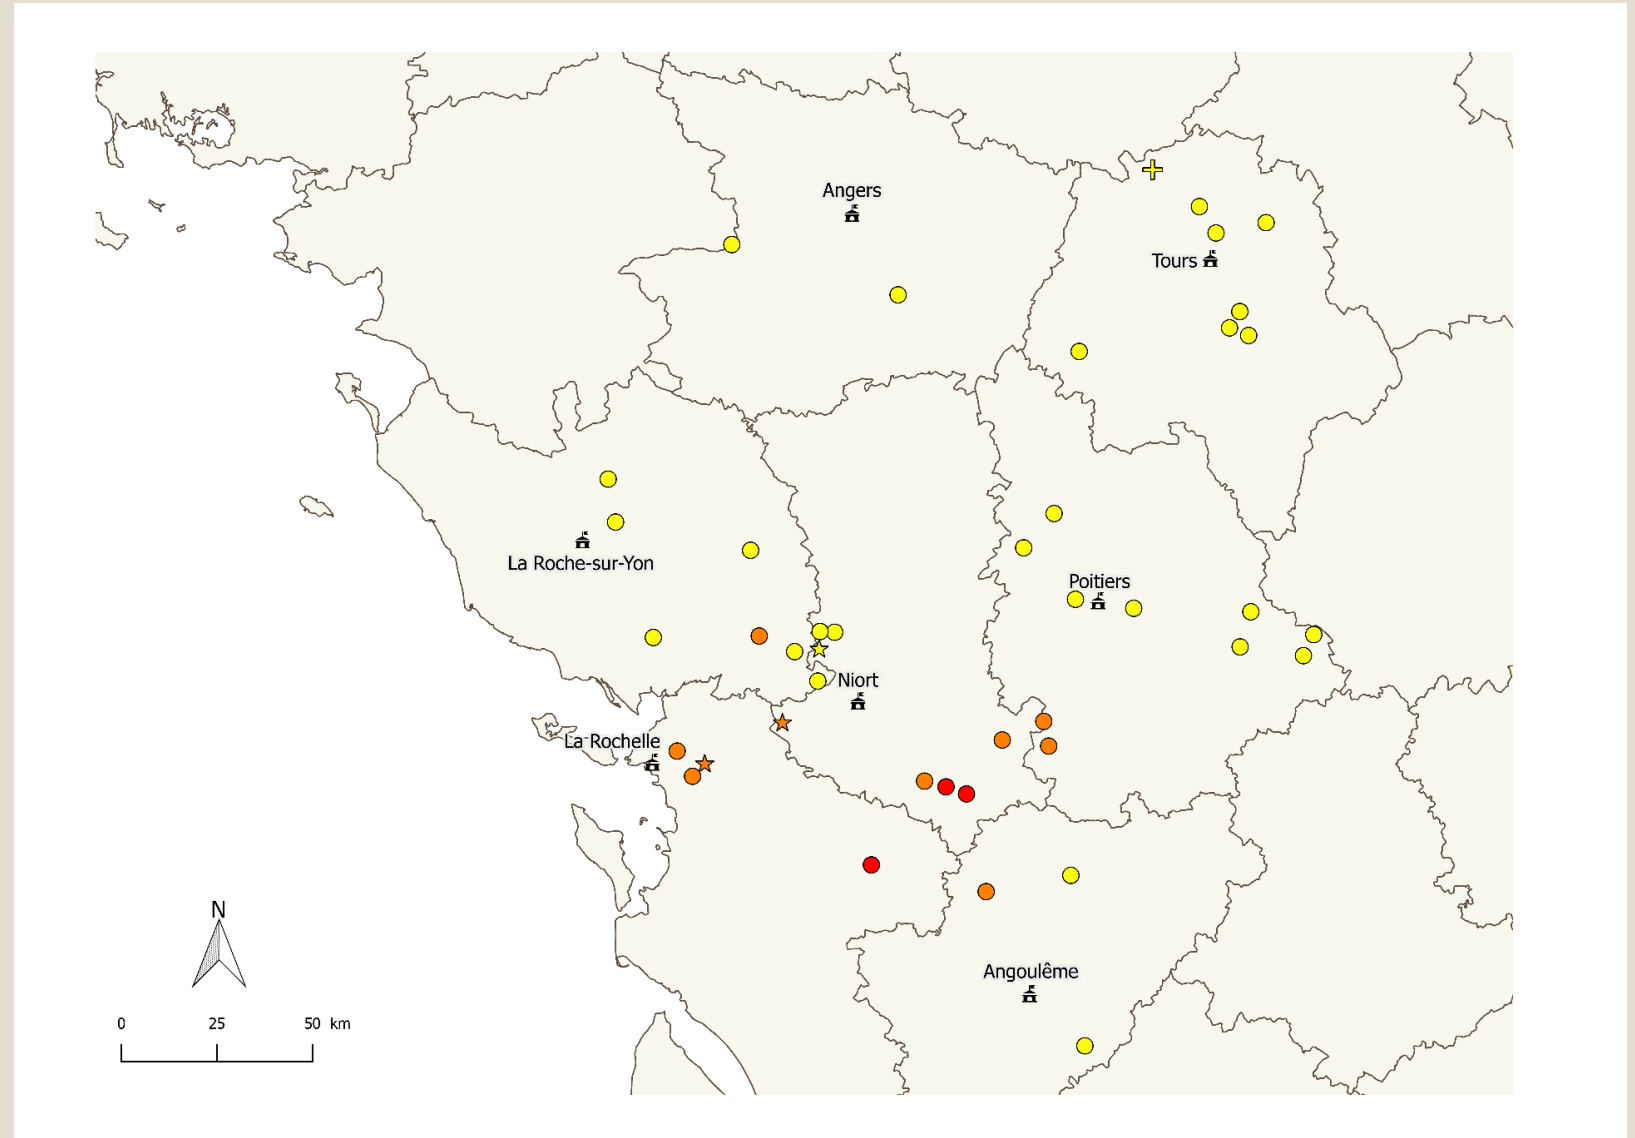 Angers
Tours
La Roche-sur-Yon
Poitiers
Niort
La Rochelle
N
Angoulême
0 25 50 km